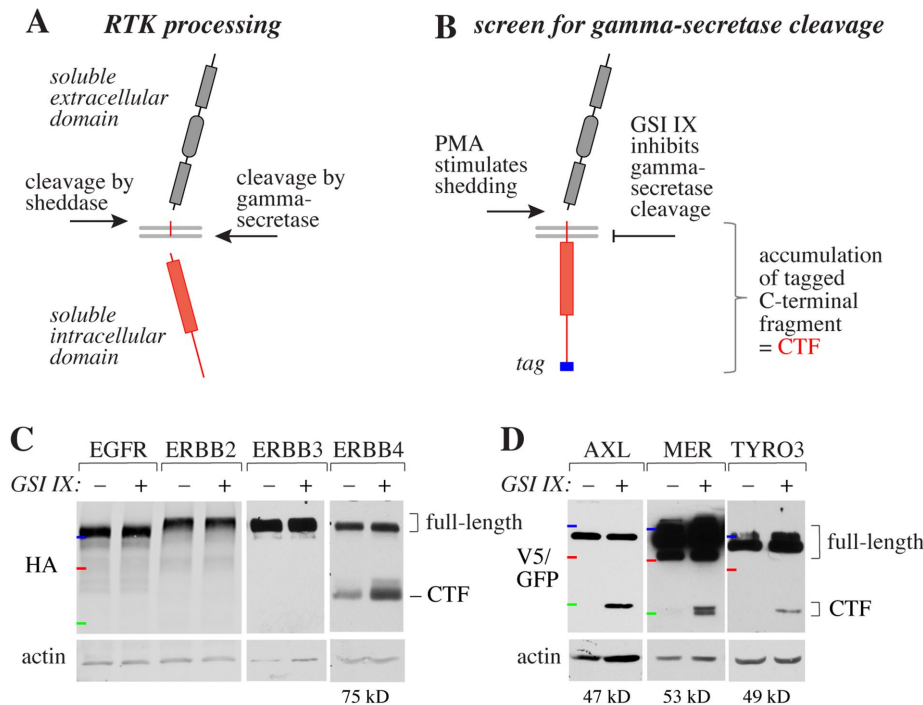 A
RTK processing
soluble
extracellular
domain
cleavage by
sheddase
cleavage by
gamma-
secretase
soluble
intracellular
domain
B
screen for gamma-secretase cleavage
PMA
stimulates
shedding
GSI IX
inhibits
gamma-
secretase
cleavage
accumulation
of tagged
C-terminal
fragment
= CTF
tag
C
EGFR ERBB2 ERBB3 ERBB4
GSI IX: – + – + – + – +
full-length
HA
– CTF
actin
75 kD
D
AXL MER TYRO3
GSI IX: – + – + – +
full-length
V5/
GFP
CTF
actin
47 kD 53 kD 49 kD